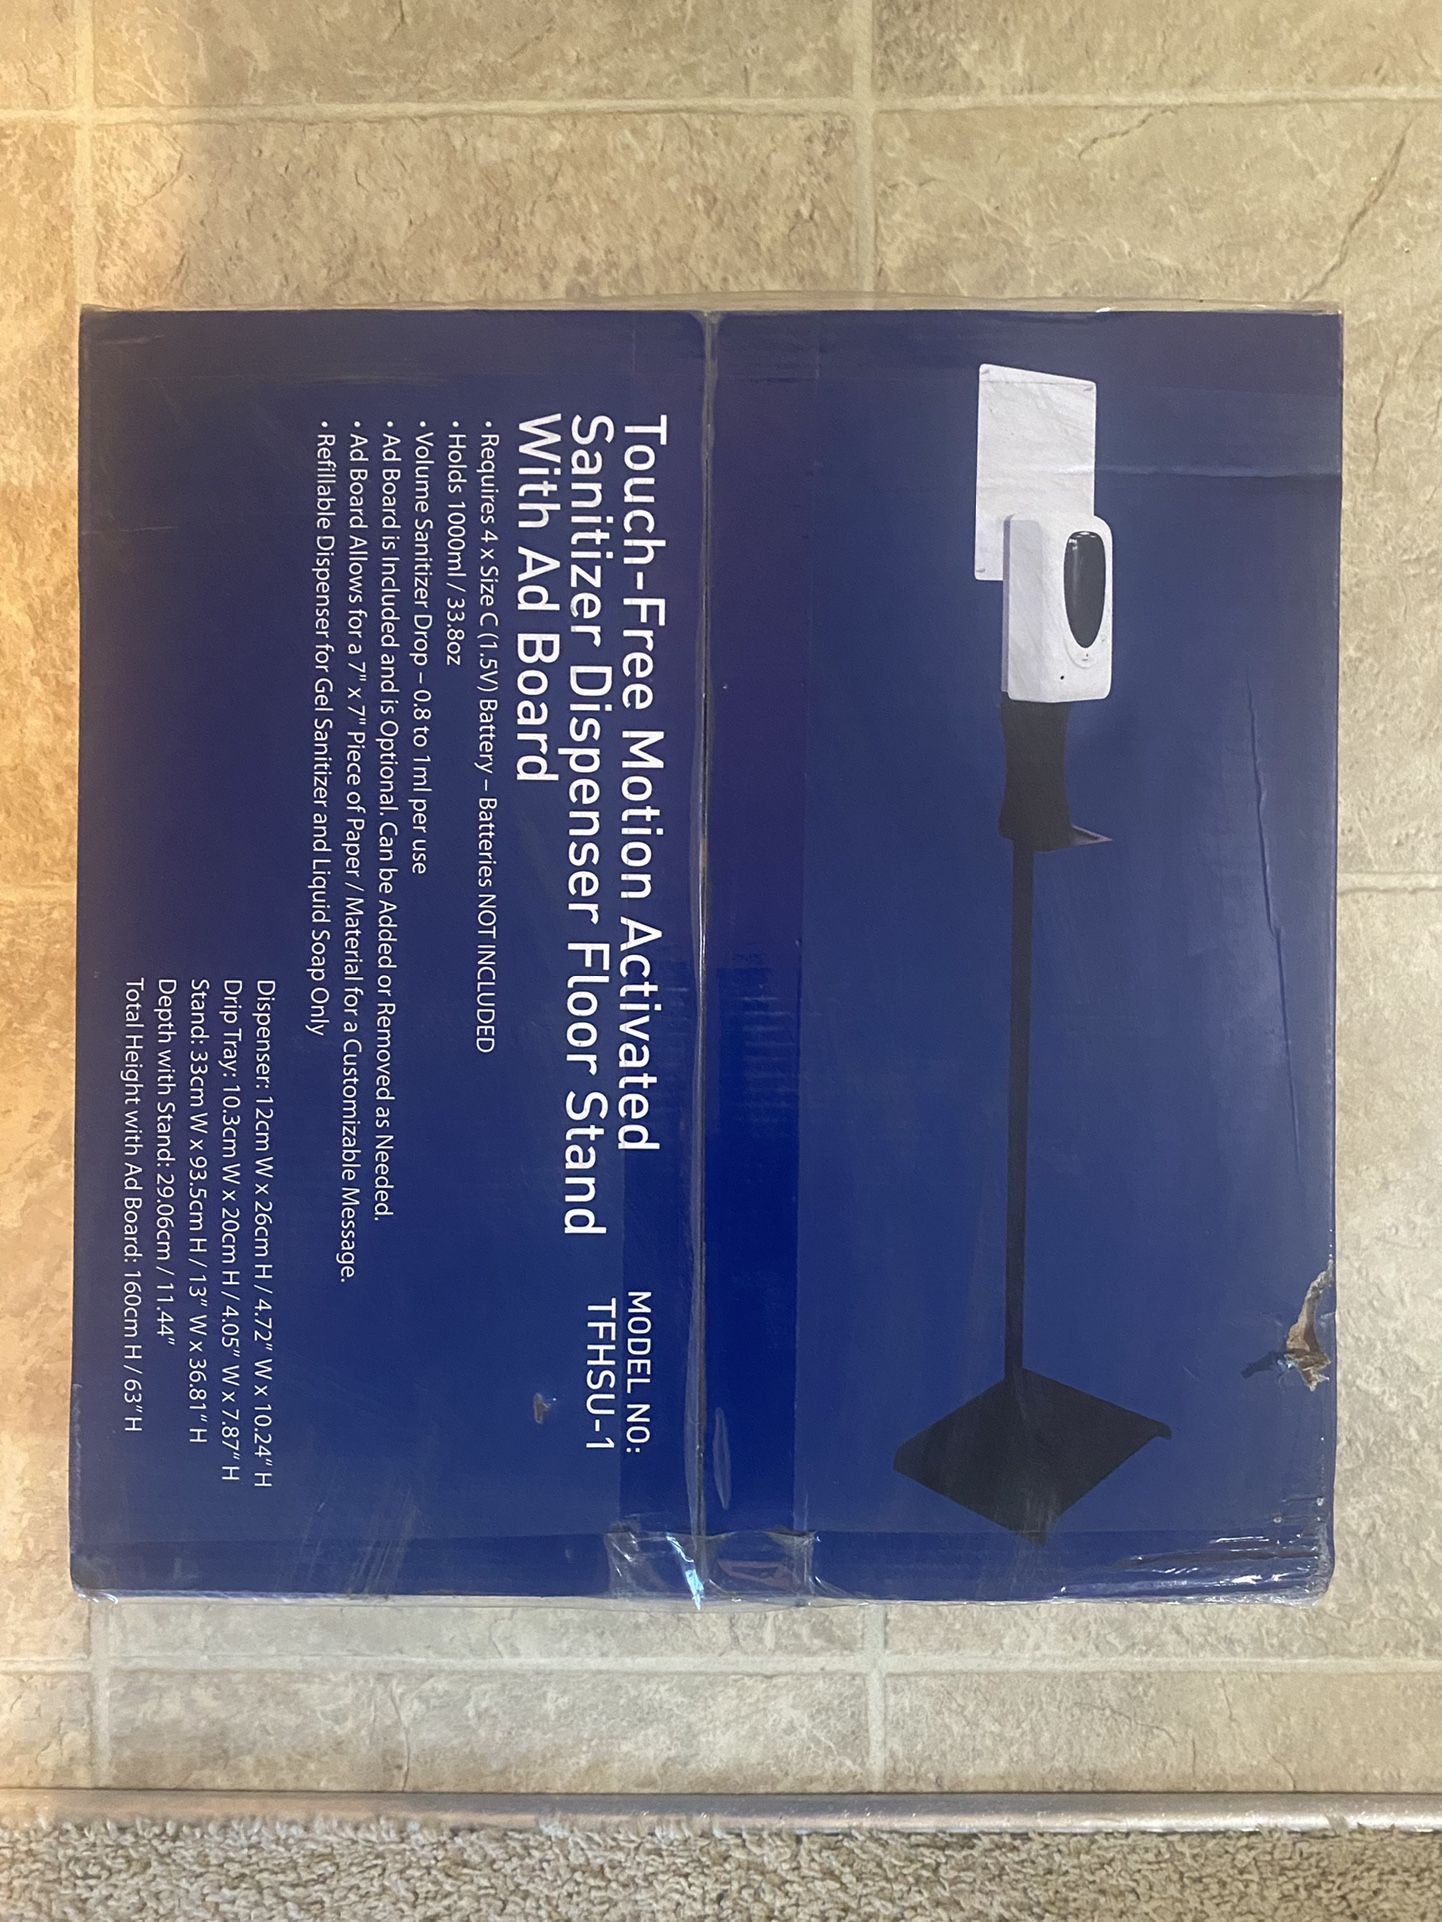 Touch-Free Motion Activated
Sanitizer Dispenser Floor Stand
With Ad Board
MODEL NO:
TFHSU-1
• Requires 4 x Size C (1.5V) Battery – Batteries NOT INCLUDED
• Holds 1000ml / 33.8oz
• Volume Sanitizer Drop – 0.8 to 1ml per use
• Ad Board is Included and is Optional. Can be Added or Removed as Needed.
• Ad Board Allows for a 7" x 7" Piece of Paper / Material for a Customizable Message.
• Refillable Dispenser for Gel Sanitizer and Liquid Soap Only
Dispenser: 12cm W x 26cm H / 4.72” W x 10.24” H
Drip Tray: 10.3cm W x 20cm H / 4.05” W x 7.87” H
Stand: 33cm W x 93.5cm H / 13” W x 36.81” H
Depth with Stand: 29.06cm / 11.44”
Total Height with Ad Board: 160cm H / 63” H